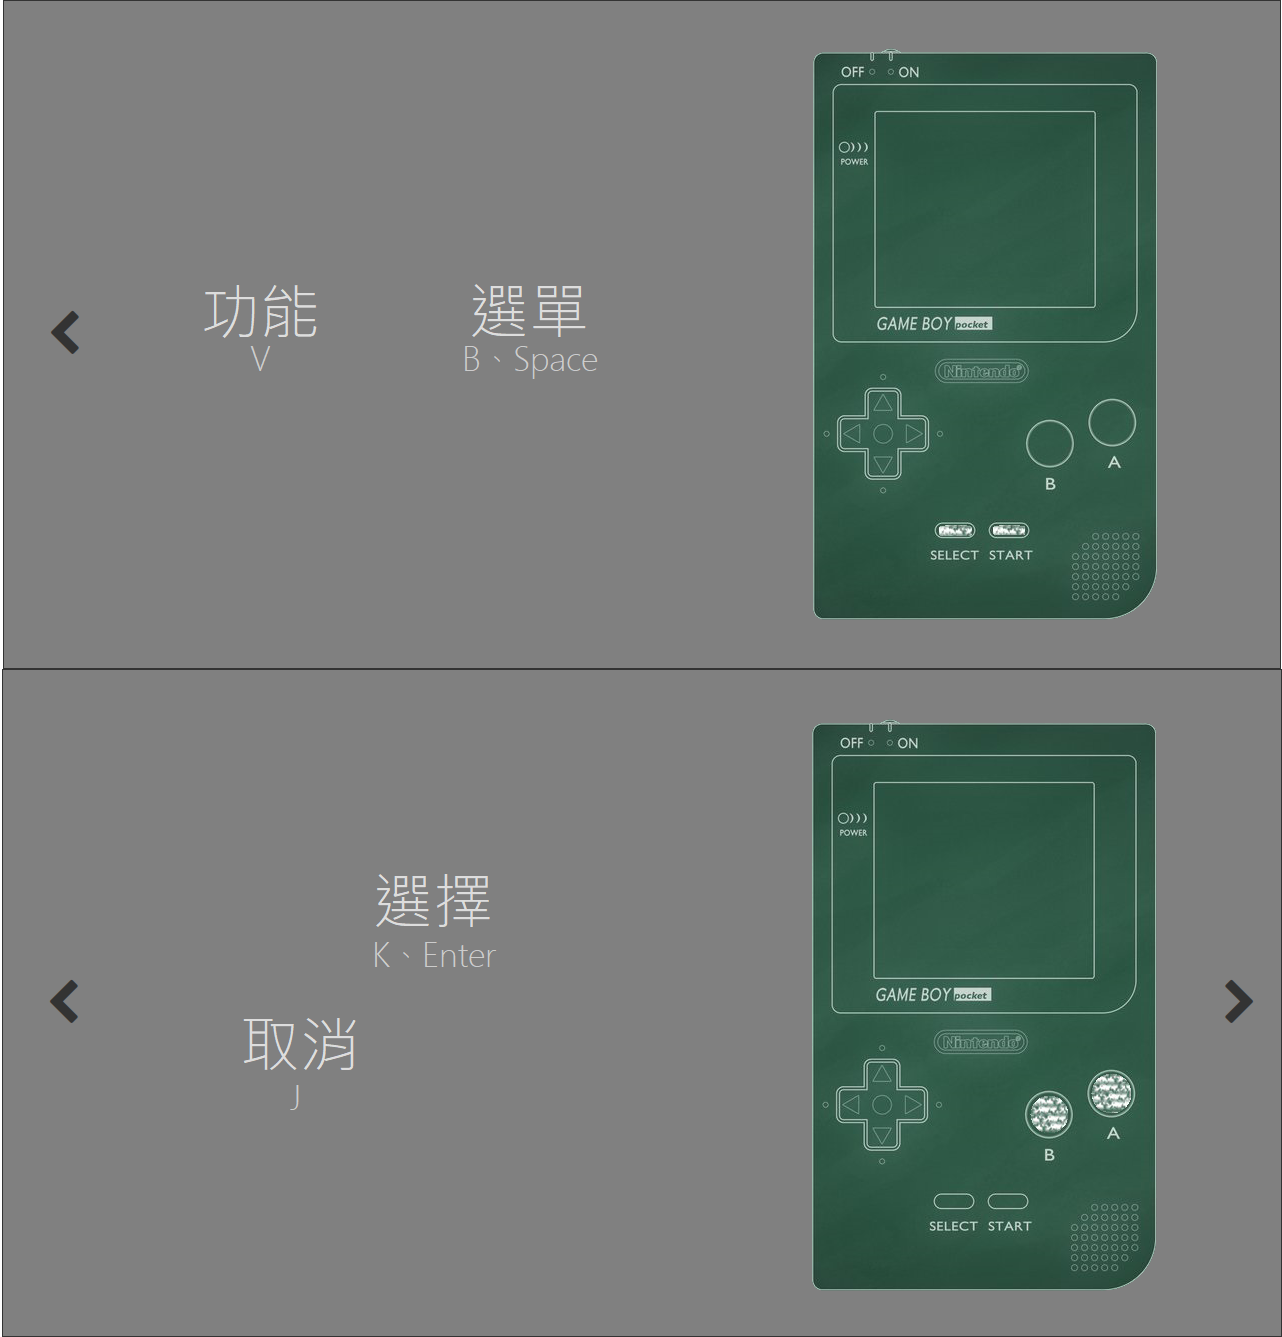 OFF ON
POWER
功能
V
選單
B、Space
GAME BOY pocket
Nintendo®
A
B
SELECT START
OFF ON
POWER
選擇
K、Enter
取消
J
GAME BOY pocket
Nintendo®
A
B
SELECT START